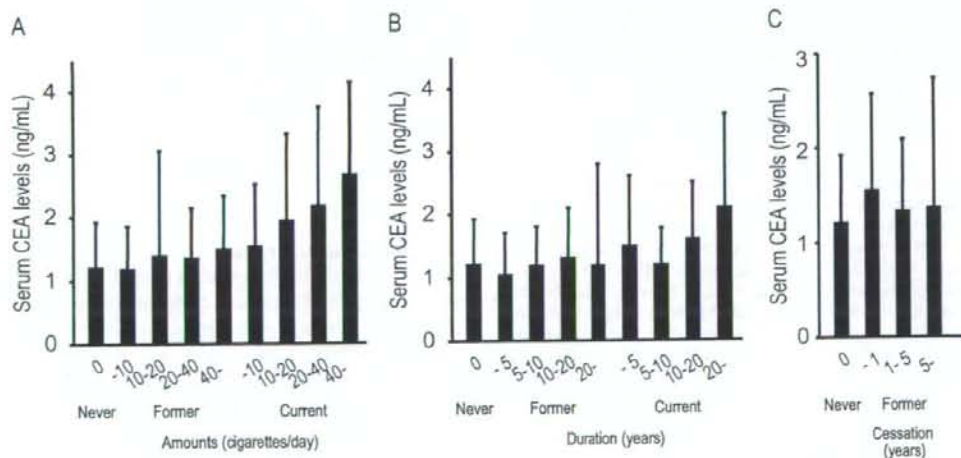 A
Serum CEA levels (ng/mL)
4
3
2
1
0
0 -10 10-20 20-40 40- -10 10-20 20-40 40-
Never Former Current
Amounts (cigarettes/day)
B
Serum CEA levels (ng/mL)
4
3
2
1
0
0 - 5 5-10 10-20 20- - 5 5-10 10-20 20-
Never Former Current
Duration (years)
C
Serum CEA levels (ng/mL)
3
2
1
0
0 - 1 1- 5 5-
Never Former
Cessation
(years)